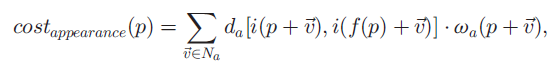 cost_{appearance}(p) = \sum_{\vec{v} \in N_a} d_a[i(p + \vec{v}), i(f(p) + \vec{v})] \cdot \omega_a(p + \vec{v}),